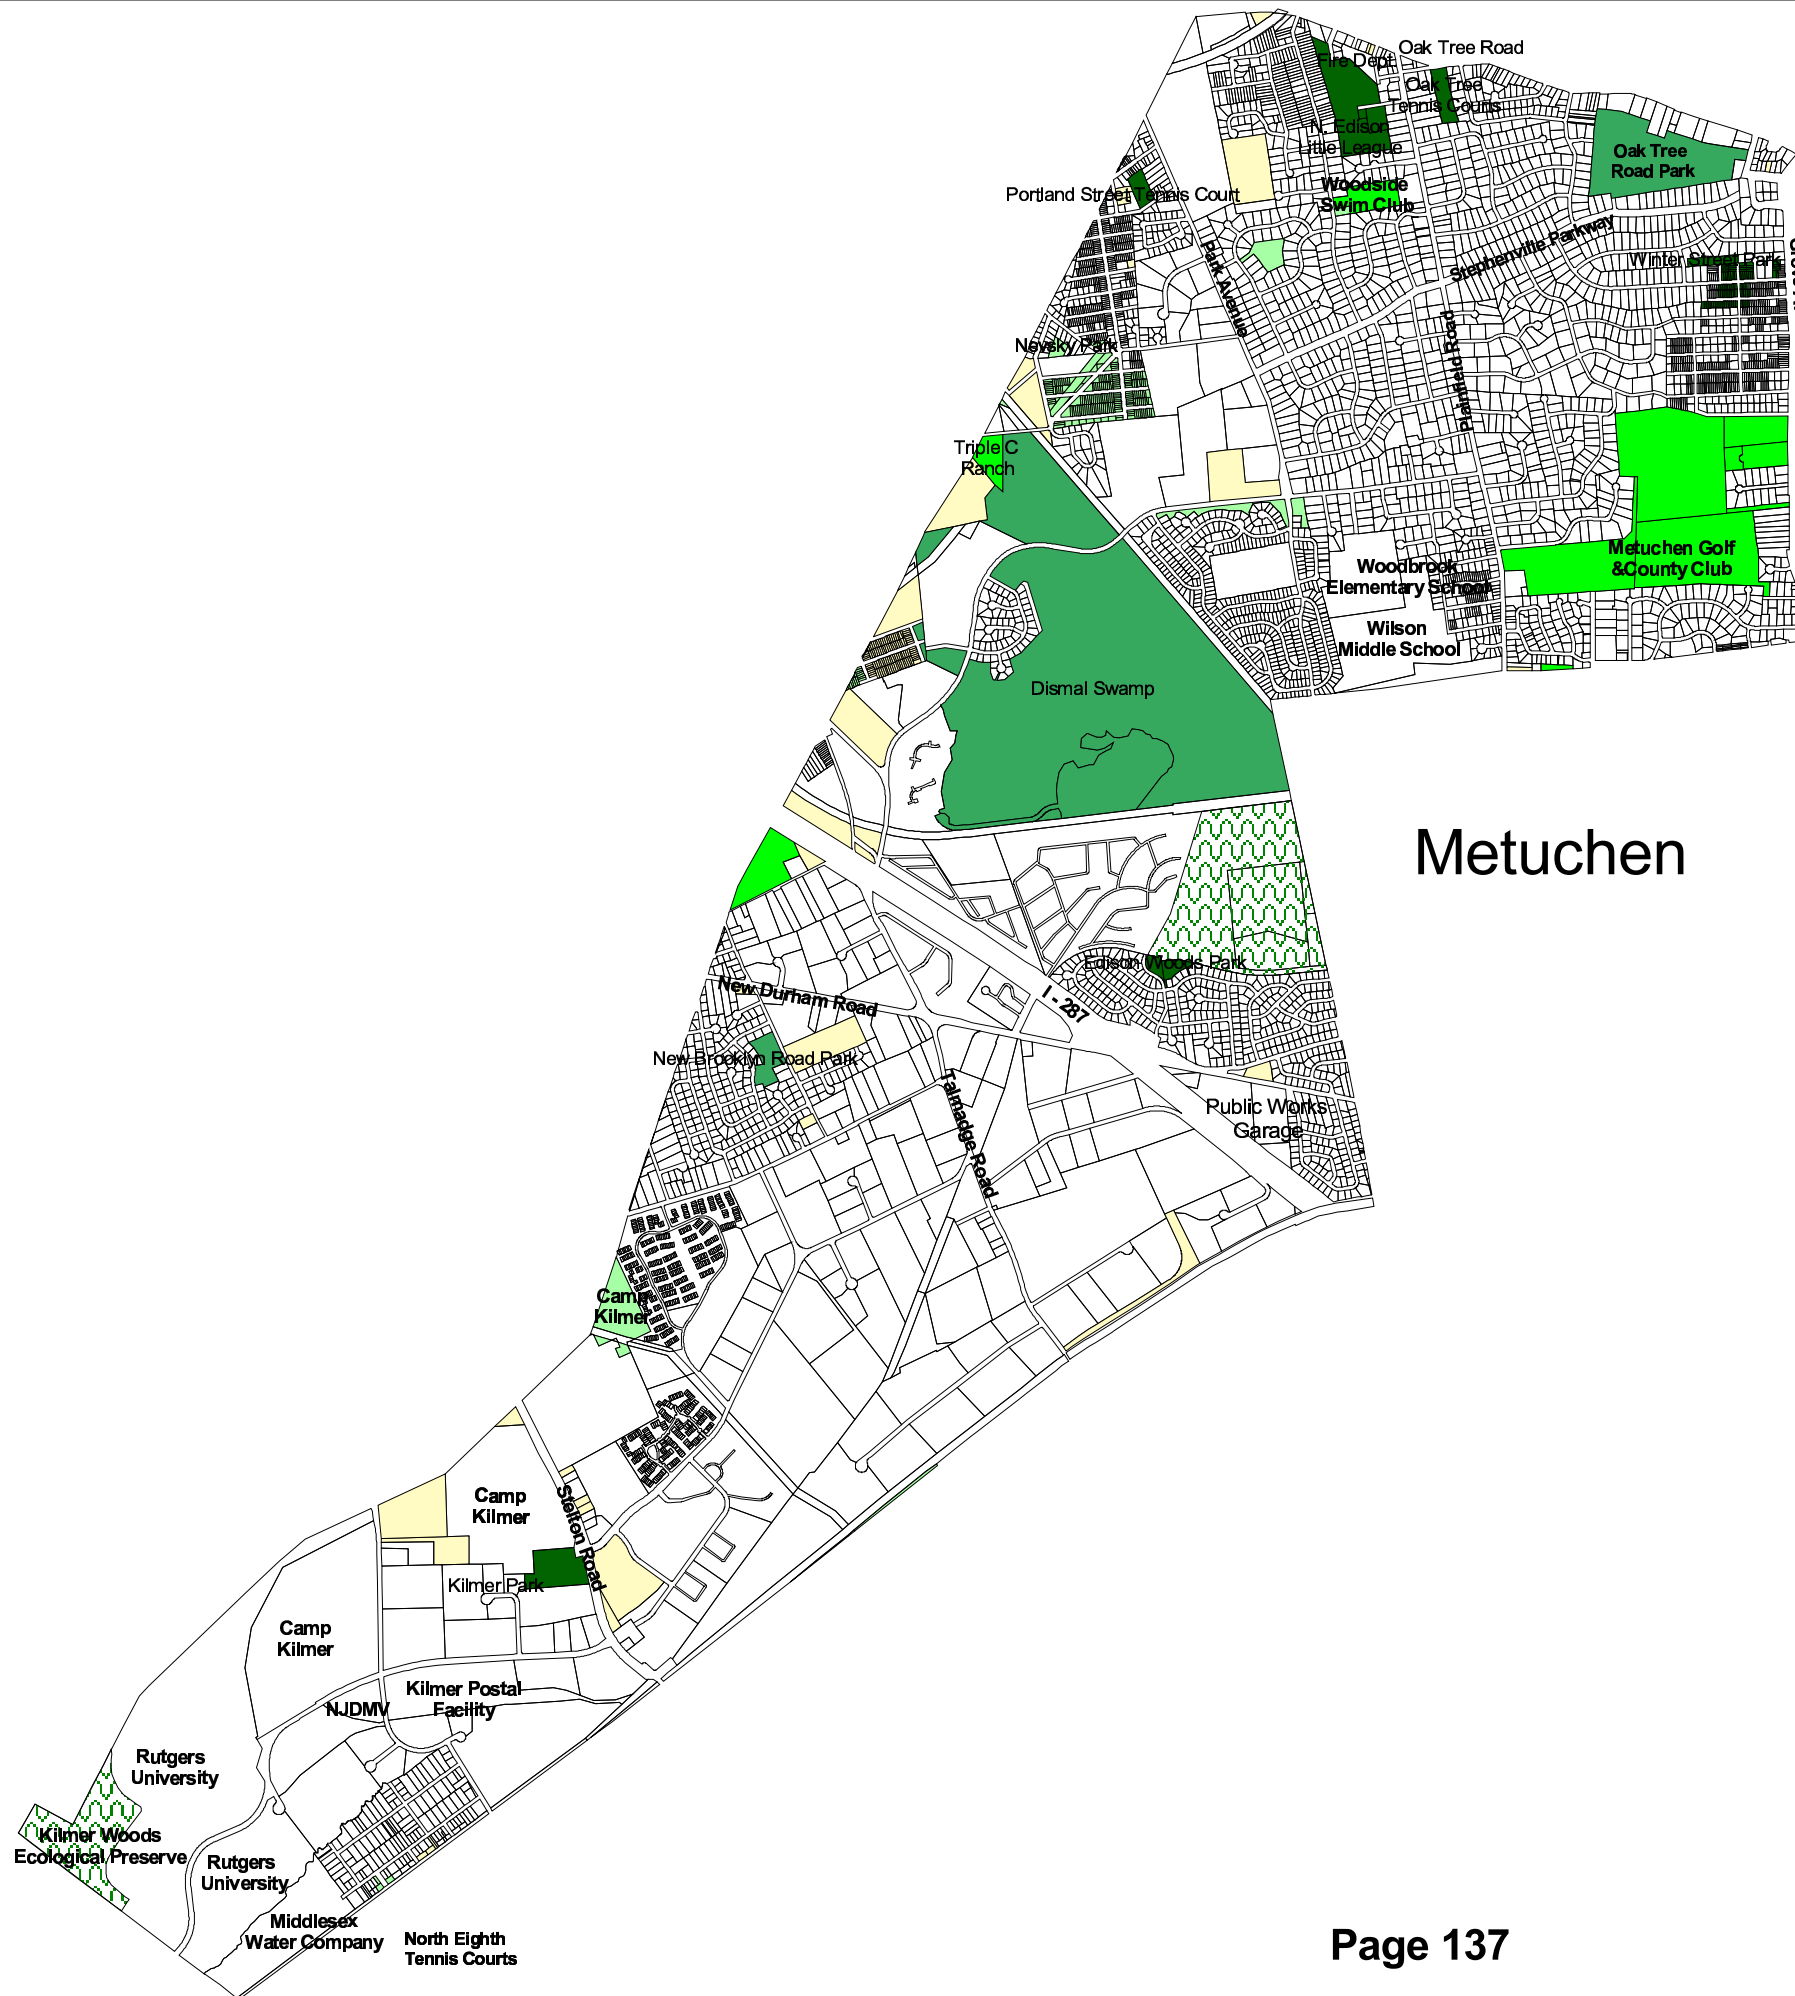 Oak Tree Road
Fire Dept.
Oak Tree
Tennis Courts
N. Edison
Little League
Oak Tree
Road Park
Portland Street Tennis Court
Woodside
Swim Club
Stephenville Parkway
Park Avenue
Winter Street Park
Plainfield Road
Nevsky Park
Triple C
Ranch
Metuchen Golf
&County Club
Woodbrook
Elementary School
Wilson
Middle School
Dismal Swamp
Metuchen
Edison Woods Park
New Durham Road
I - 287
New Brooklyn Road Park
Talmadge Road
Public Works
Garage
Camp
Kilmer
Camp
Kilmer
Stelton Road
Kilmer Park
Camp
Kilmer
Kilmer Postal
Facility
NJDMV
Rutgers
University
Kilmer Woods
Ecological Preserve
Rutgers
University
Middlesex
Water Company
North Eighth
Tennis Courts
Page 137